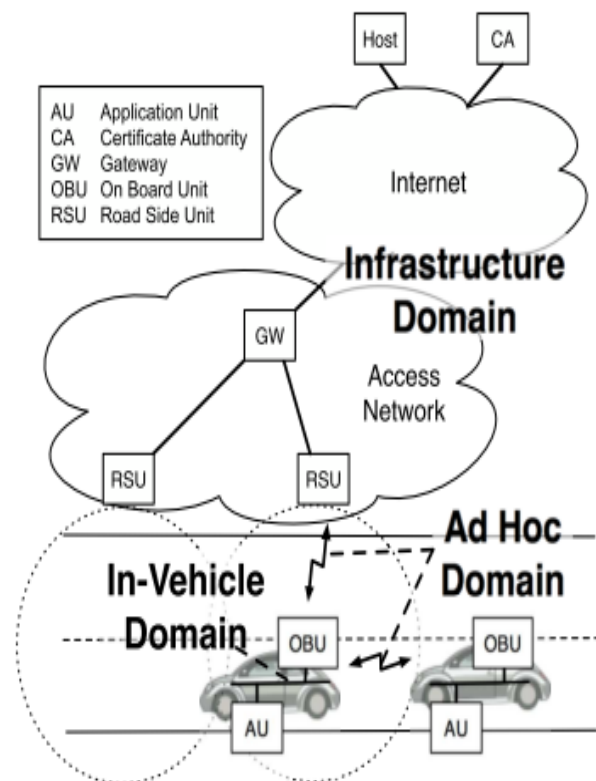 Host
CA
AU Application Unit
CA Certificate Authority
GW Gateway
OBU On Board Unit
RSU Road Side Unit
Internet
Infrastructure
Domain
GW
Access
Network
RSU
RSU
Ad Hoc
Domain
In-Vehicle
Domain
OBU
OBU
AU
AU